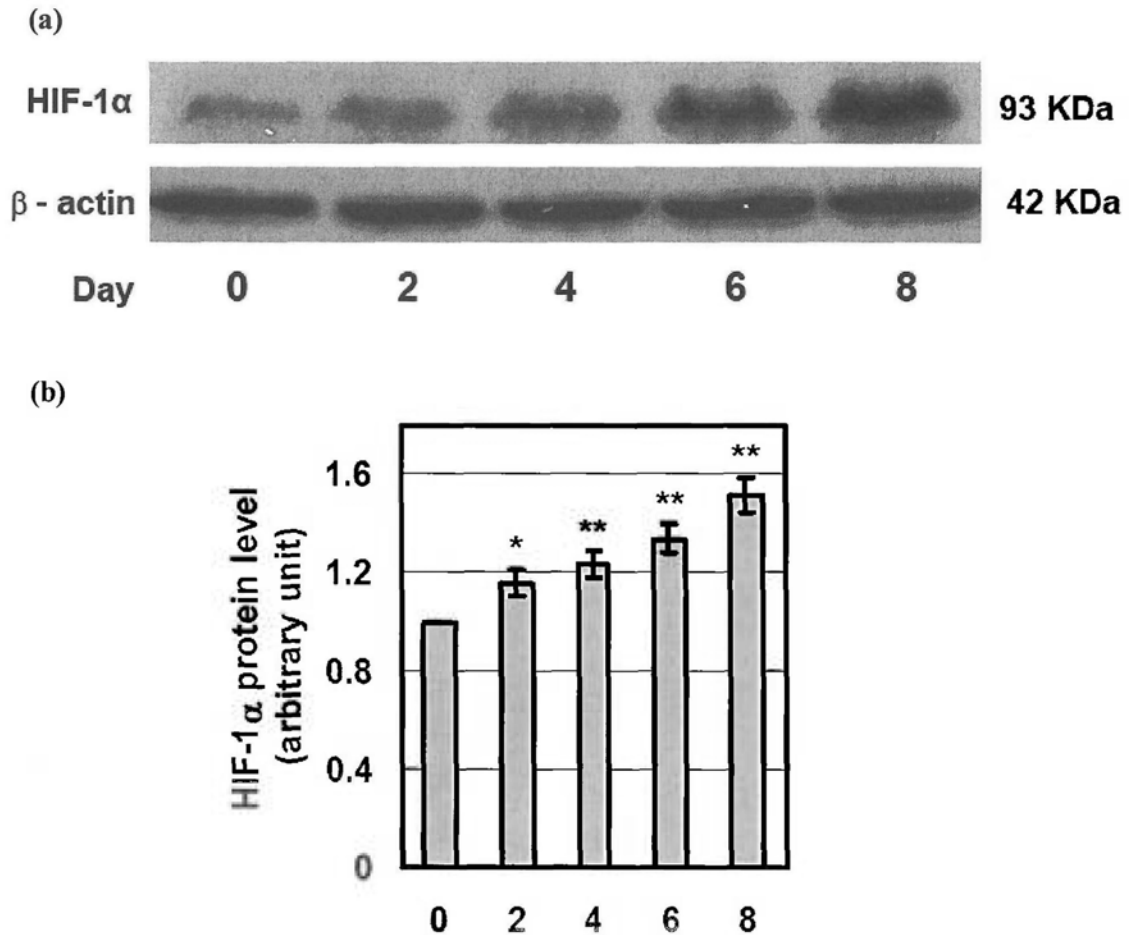 (a)
HIF-1α 93 KDa
β - actin 42 KDa
Day 0 2 4 6 8
(b)
HIF-1α protein level
(arbitrary unit)
1.6
1.2
0.8
0.4
0
* ** ** **
0 2 4 6 8